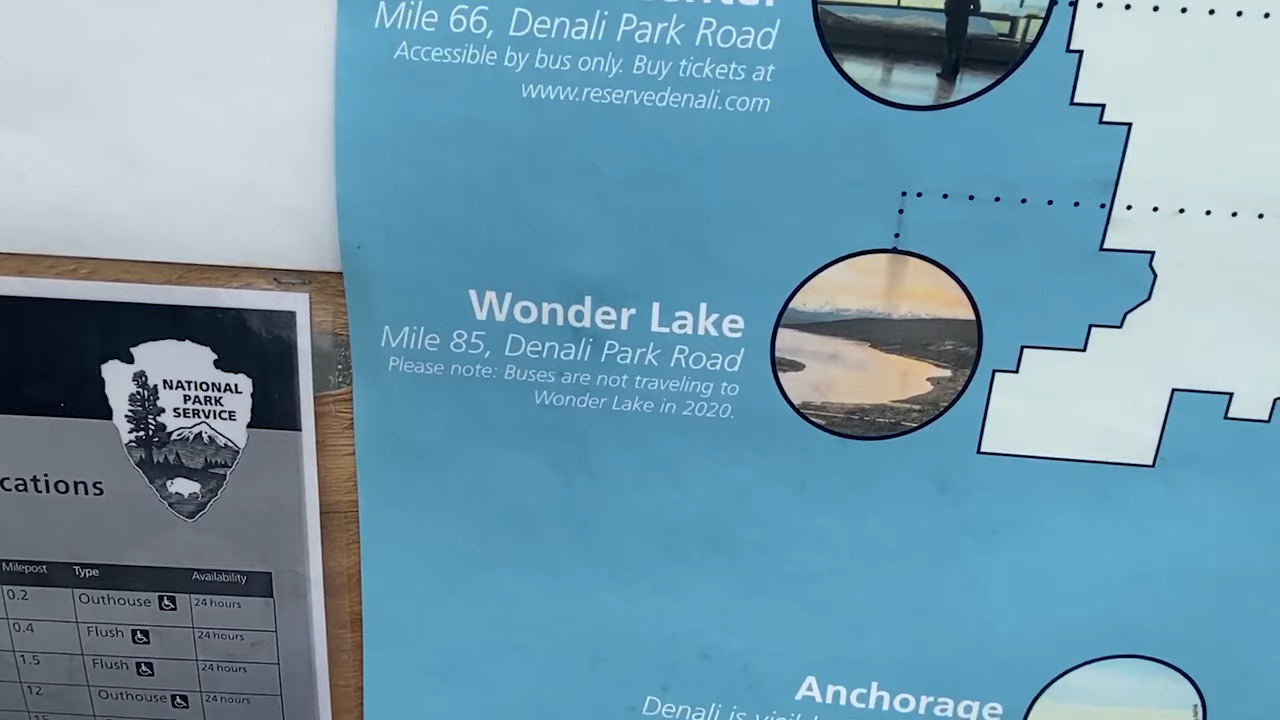 Mile 66, Denali Park Road
Accessible by bus only. Buy tickets at
www.reservedenali.com
Wonder Lake
Mile 85, Denali Park Road
Please note: Buses are not traveling to
Wonder Lake in 2020.
Anchorage
Denali is
NATIONAL
PARK
SERVICE
Milepost Type Availability
0.2 Outhouse 24 hours
0.4 Flush 24 hours
1.5 Flush 24 hours
12 Outhouse 24 hours